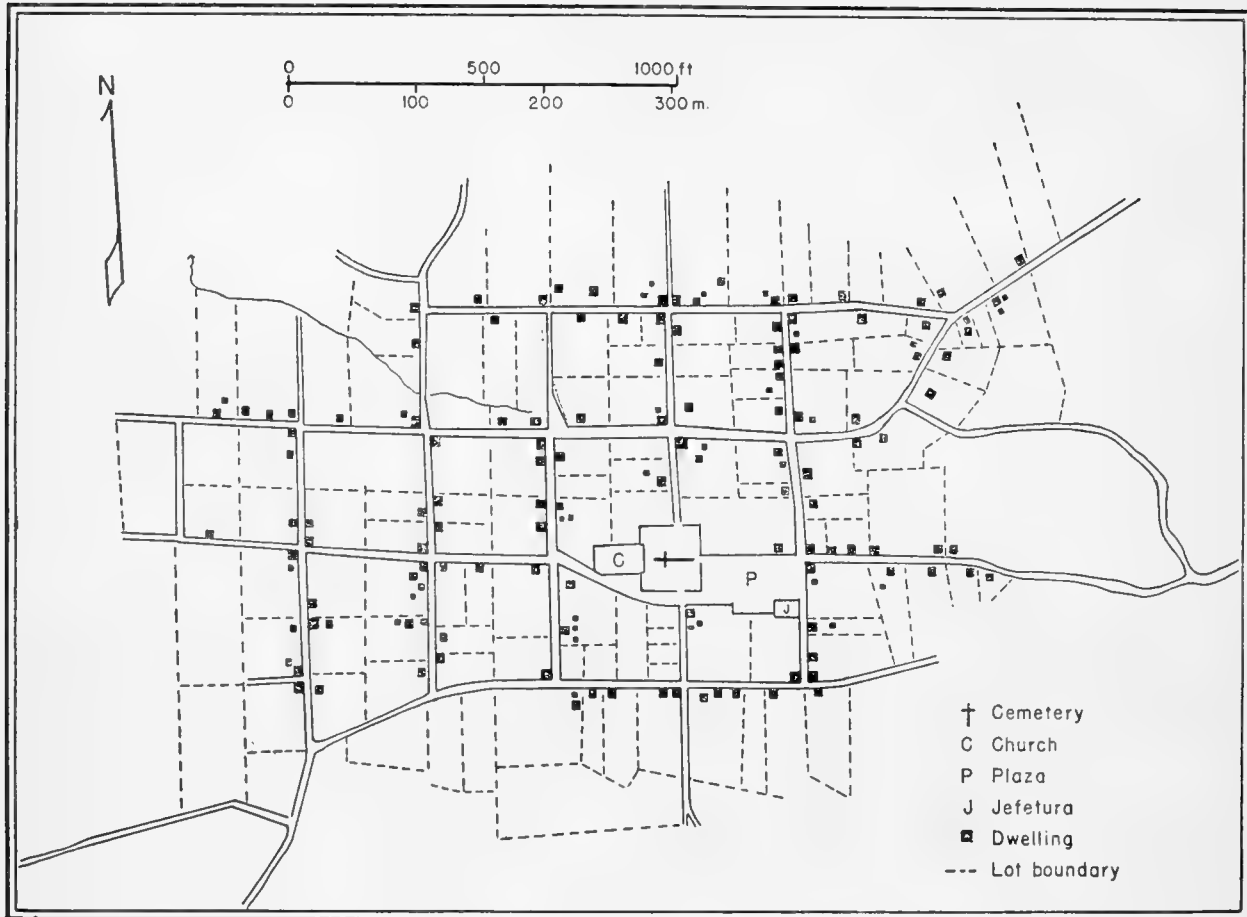 0 500 1000 ft
0 100 200 300 m.
N
C
P
J
Cemetery
C Church
P Plaza
J Jefetura
Dwelling
Lot boundary